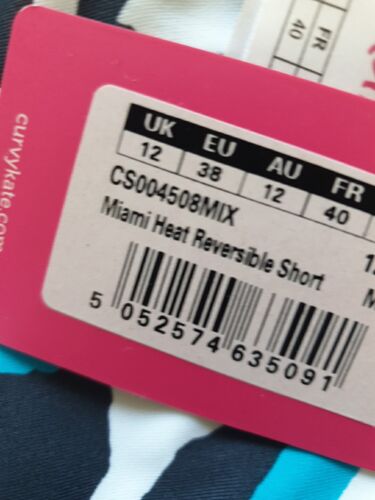 FR
40
curvykate.com
UK EU AU FR
12 38 12 40
CS004508MIX
Miami Heat Reversible Short
5 052574 635091